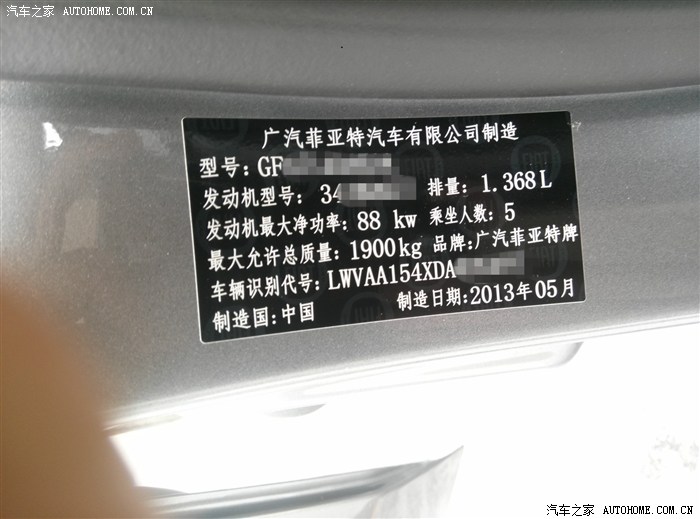 汽车之家 AUTOHOME.COM.CN
广汽菲亚特汽车有限公司制造
型号：GF
发动机型号：34 排量：1.368L
发动机最大净功率：88 kw 乘坐人数：5
最大允许总质量：1900kg 品牌：广汽菲亚特牌
车辆识别代号：LWVAA154XDA
制造国：中国 制造日期：2013年05月
汽车之家 AUTOHOME.COM.CN